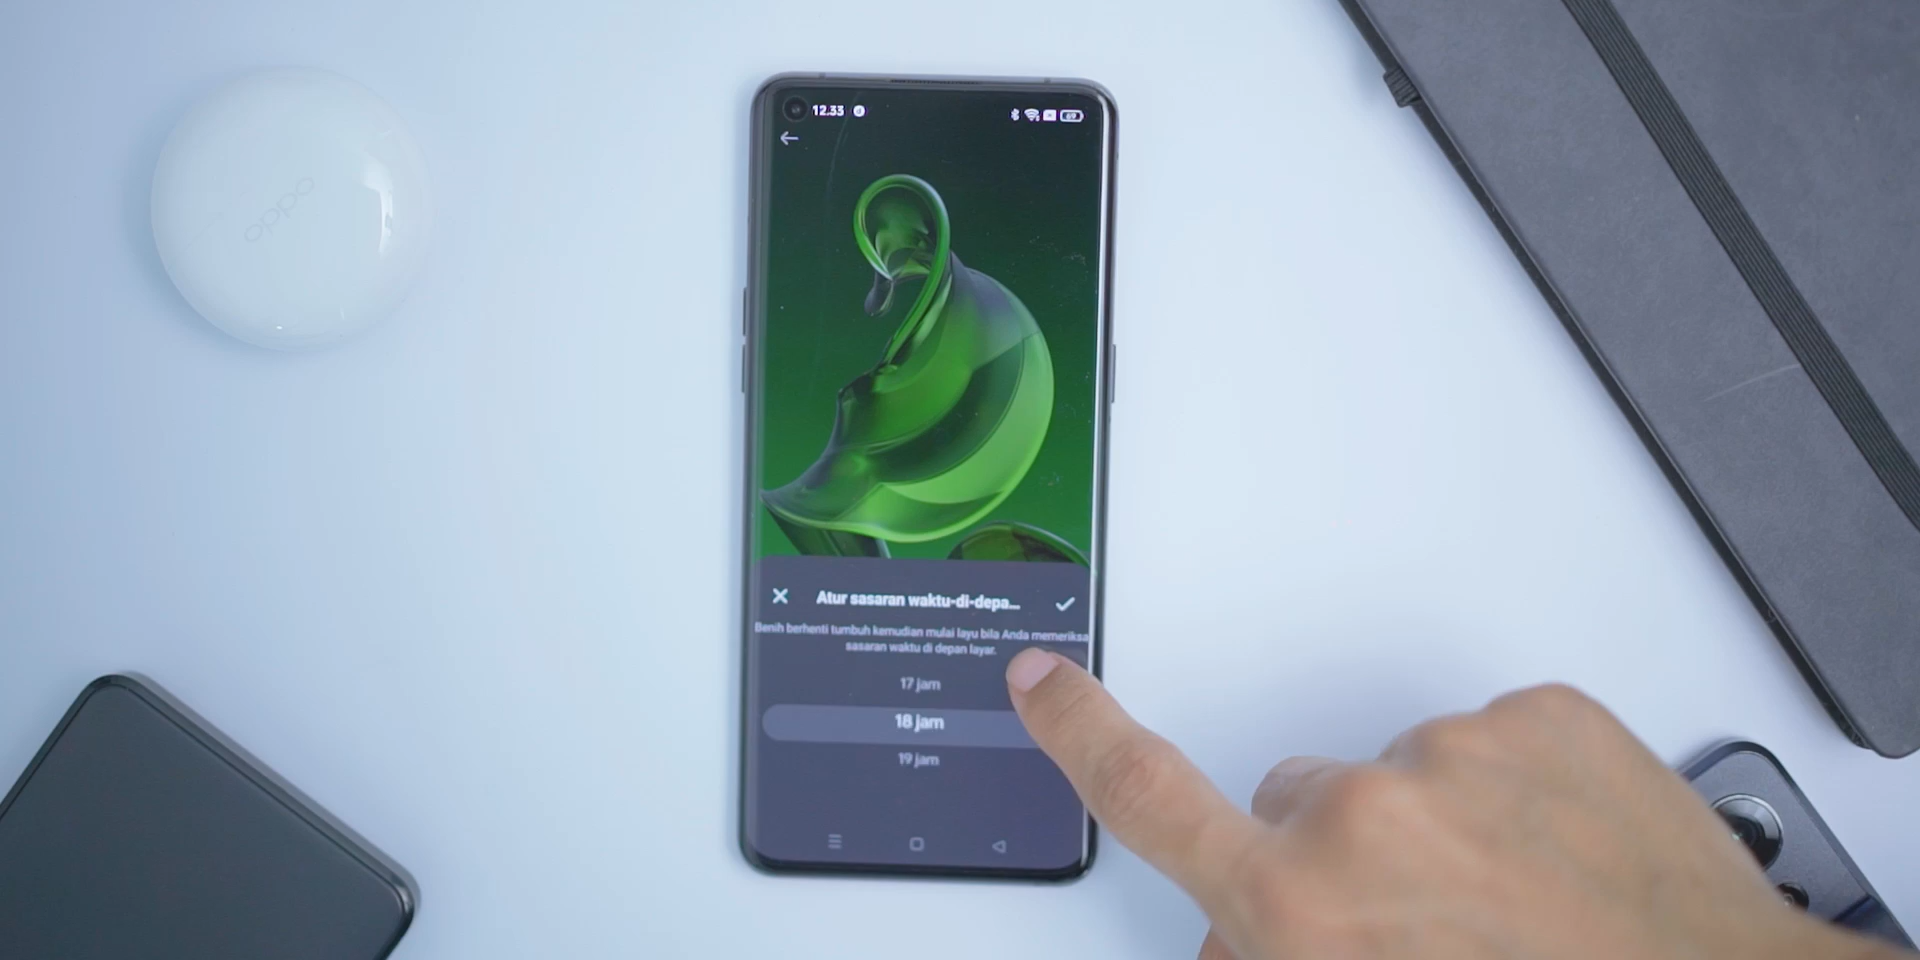 oppo
12.33
69
Atur sasaran waktu-di-depa...
Benih berhenti tumbuh kemudian mulai layu bila Anda memeriksa
sasaran waktu di depan layar.
17 jam
18 jam
19 jam